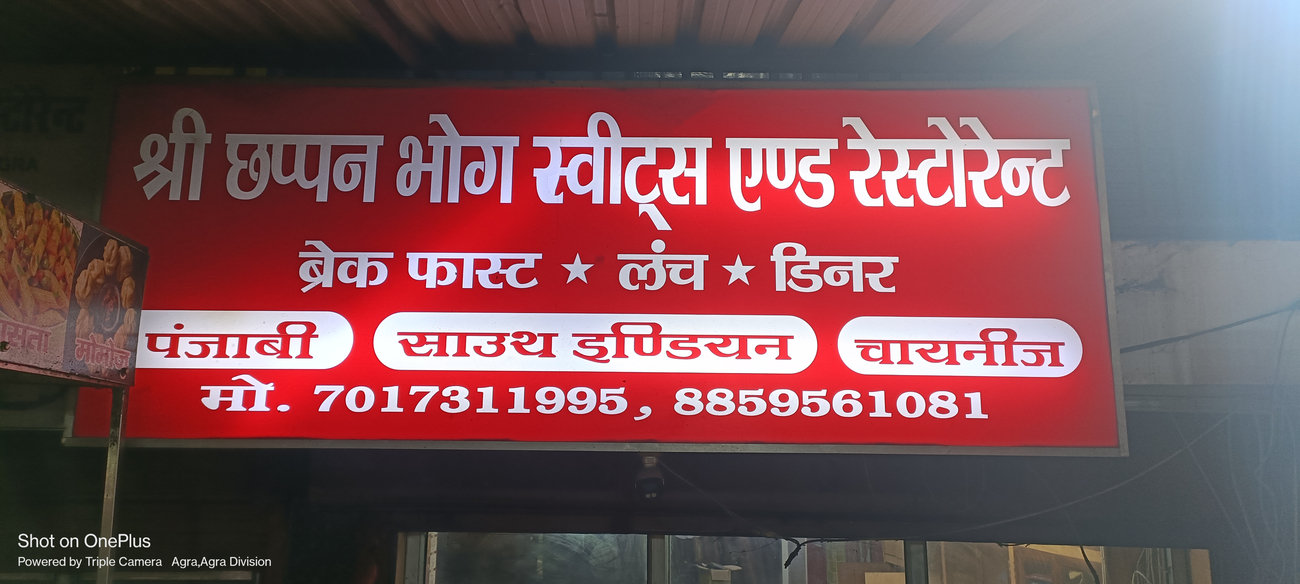 श्री छप्पन भोग स्वीट्स एण्ड रेस्टोरेन्ट
ब्रेक फास्ट ★ लंच ★ डिनर
पंजाबी साउथ इण्डियन चायनीज
मो. 7017311995, 8859561081
मोमोज
Shot on OnePlus
Powered by Triple Camera Agra,Agra Division